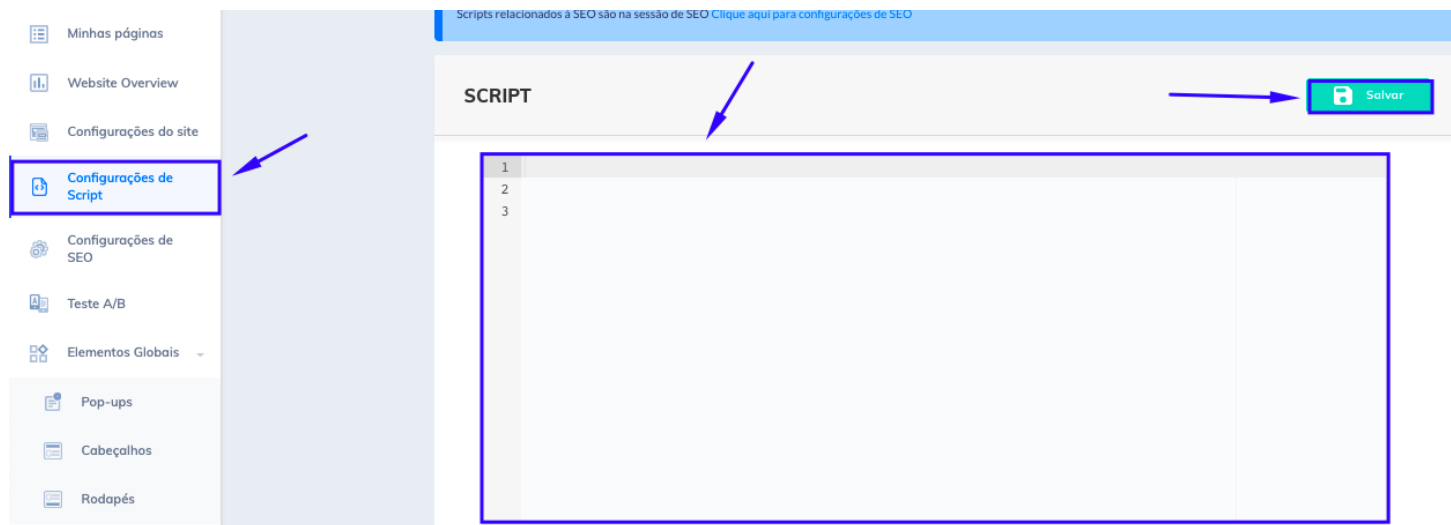 Scripts relacionados à SEO são na sessão de SEO Clique aqui para configurações de SEO
Minhas páginas
Website Overview
Configurações do site
Configurações de
Script
Configurações de
SEO
Teste A/B
Elementos Globais
Pop-ups
Cabeçalhos
Rodapés
SCRIPT
Salvar
1
2
3